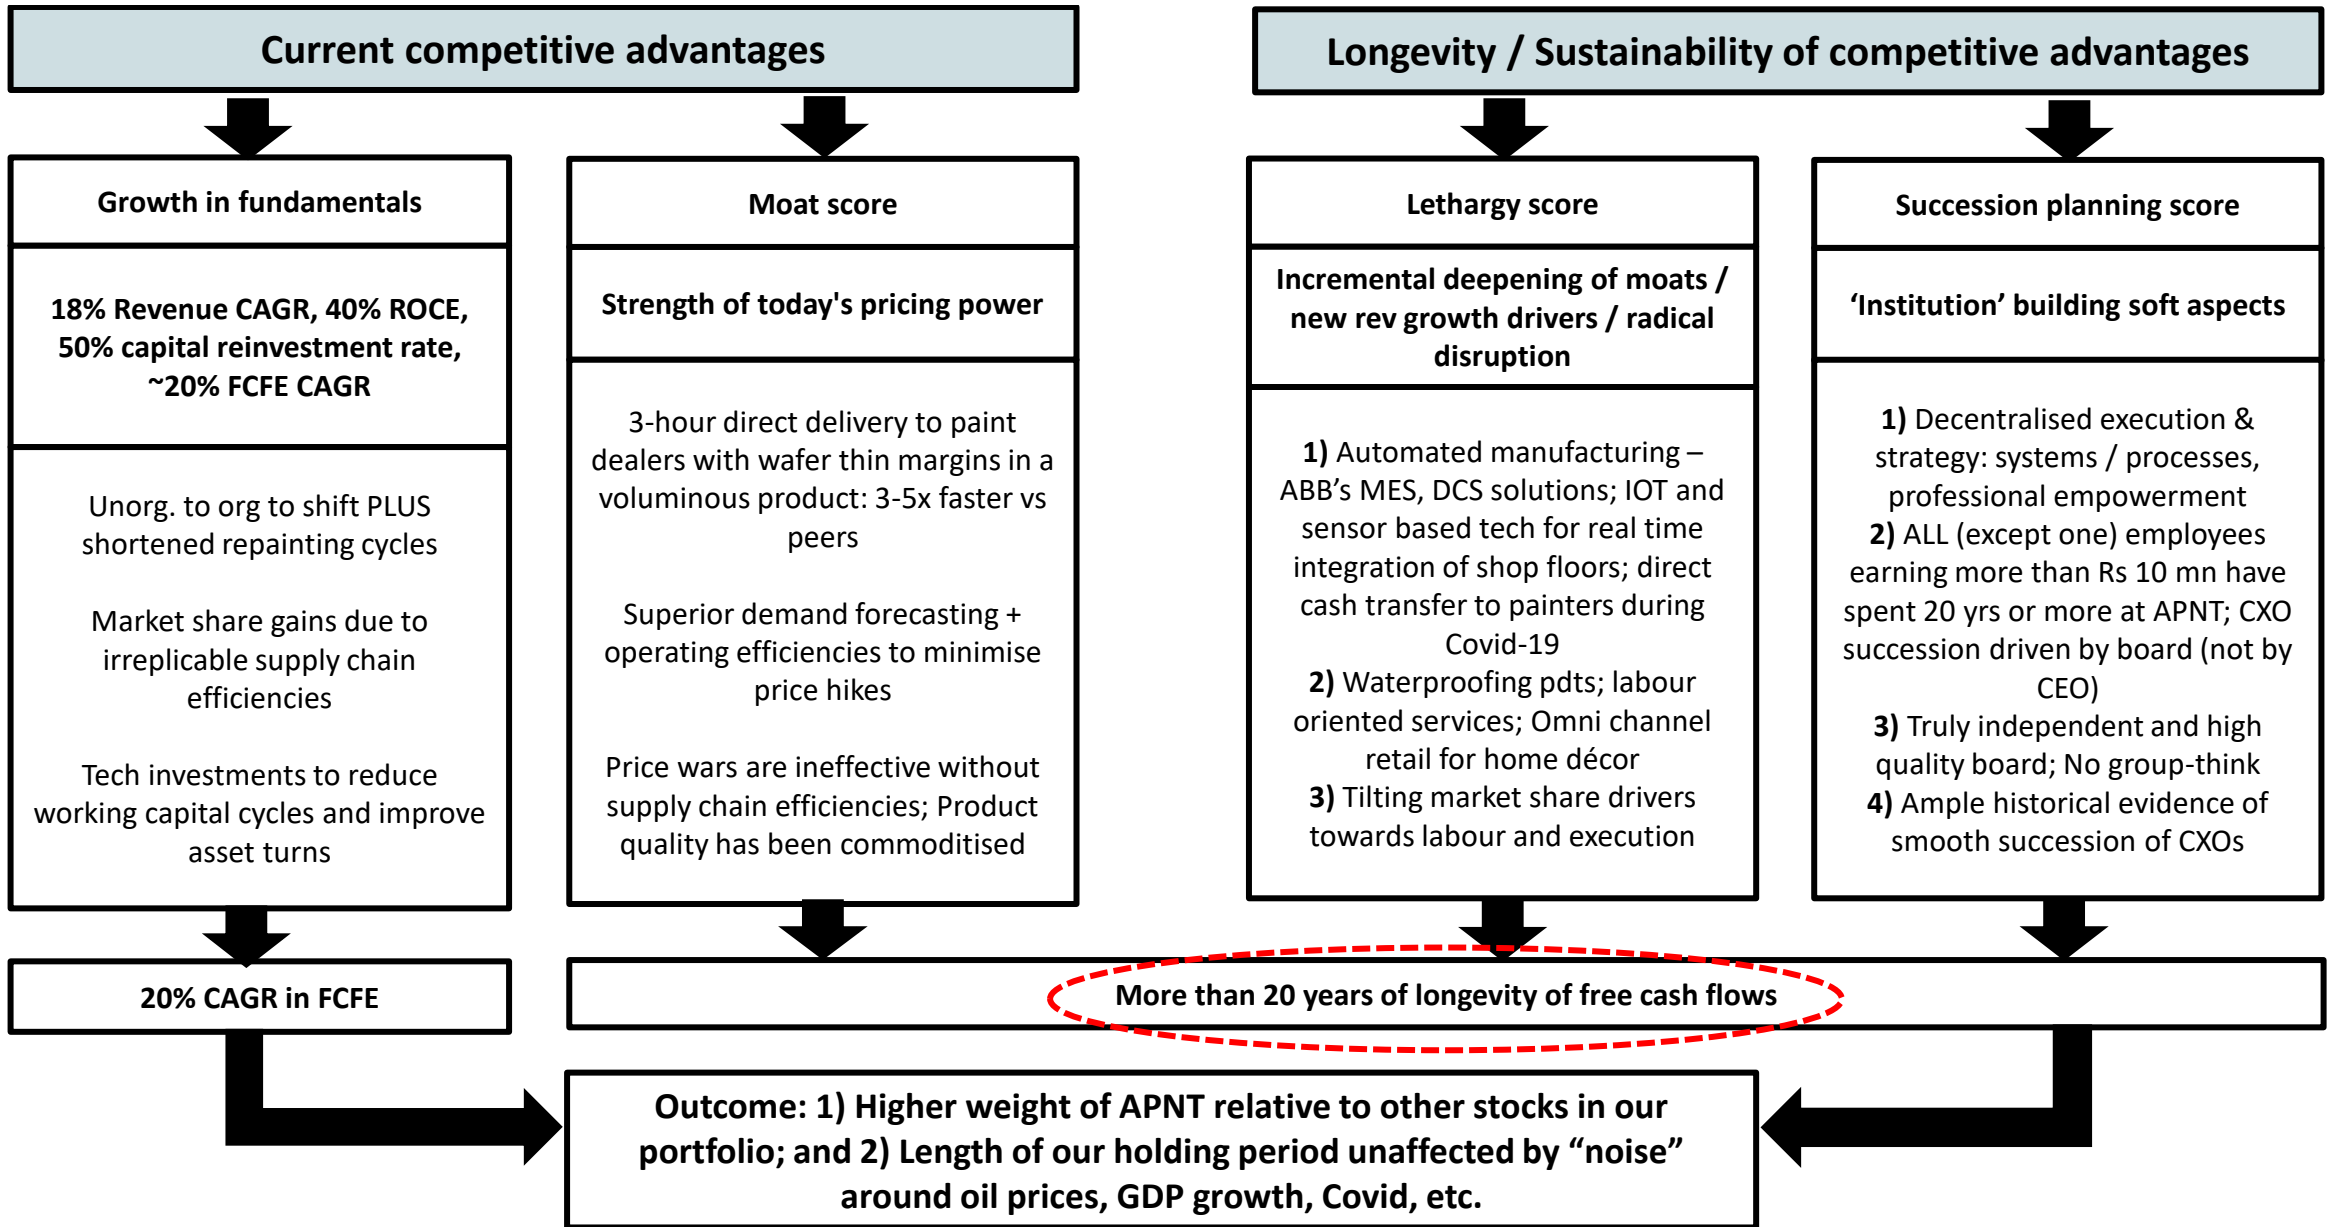 Current competitive advantages
Longevity / Sustainability of competitive advantages
Growth in fundamentals
18% Revenue CAGR, 40% ROCE,
50% capital reinvestment rate,
~20% FCFE CAGR
Unorg. to org to shift PLUS
shortened repainting cycles
Market share gains due to
irreplicable supply chain
efficiencies
Tech investments to reduce
working capital cycles and improve
asset turns
Moat score
Strength of today's pricing power
3-hour direct delivery to paint
dealers with wafer thin margins in a
voluminous product: 3-5x faster vs
peers
Superior demand forecasting +
operating efficiencies to minimise
price hikes
Price wars are ineffective without
supply chain efficiencies; Product
quality has been commoditised
Lethargy score
Incremental deepening of moats /
new rev growth drivers / radical
disruption
1) Automated manufacturing –
ABB’s MES, DCS solutions; IOT and
sensor based tech for real time
integration of shop floors; direct
cash transfer to painters during
Covid-19
2) Waterproofing pdts; labour
oriented services; Omni channel
retail for home décor
3) Tilting market share drivers
towards labour and execution
Succession planning score
‘Institution’ building soft aspects
1) Decentralised execution &
strategy: systems / processes,
professional empowerment
2) ALL (except one) employees
earning more than Rs 10 mn have
spent 20 yrs or more at APNT; CXO
succession driven by board (not by
CEO)
3) Truly independent and high
quality board; No group-think
4) Ample historical evidence of
smooth succession of CXOs
20% CAGR in FCFE
More than 20 years of longevity of free cash flows
Outcome: 1) Higher weight of APNT relative to other stocks in our
portfolio; and 2) Length of our holding period unaffected by “noise”
around oil prices, GDP growth, Covid, etc.